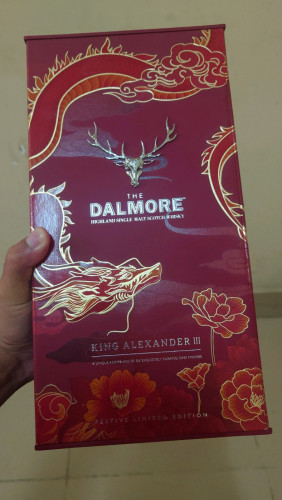 THE
DALMORE
HIGHLAND SINGLE MALT SCOTCH WHISKY
KING ALEXANDER III
FESTIVE LIMITED EDITION